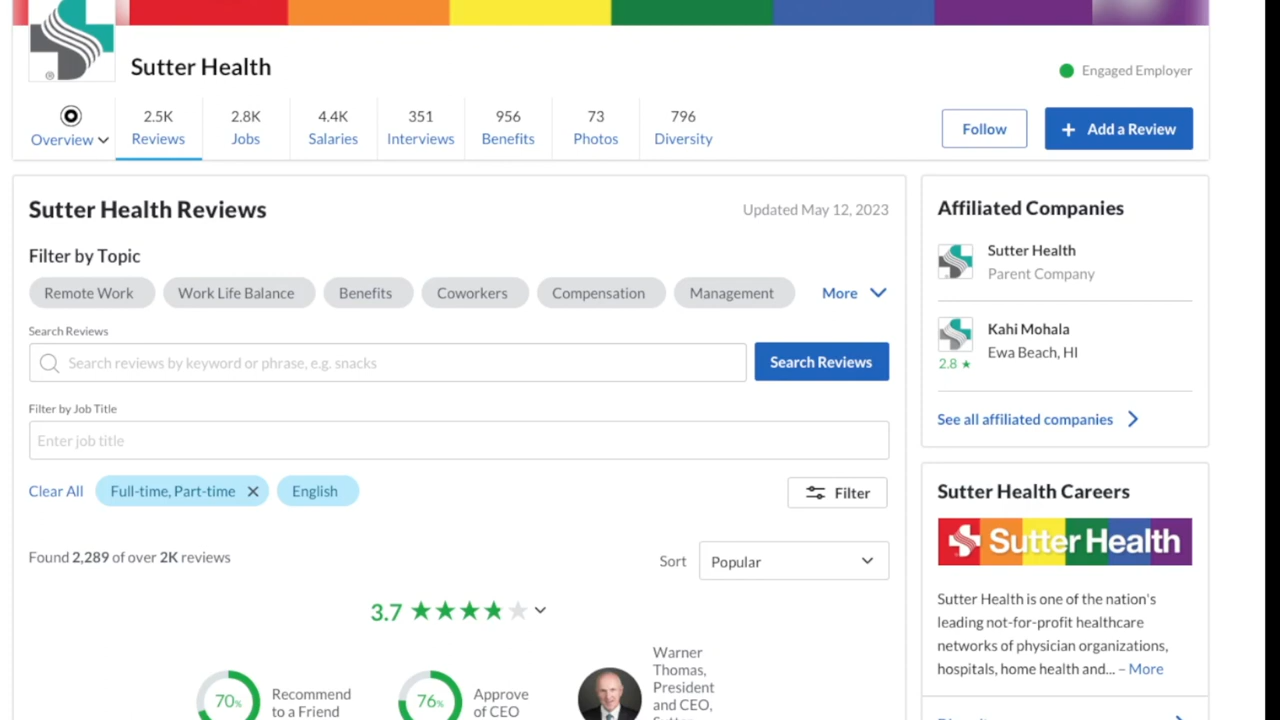 Sutter Health
Engaged Employer
Overview
2.5K
Reviews
2.8K
Jobs
4.4K
Salaries
351
Interviews
956
Benefits
73
Photos
796
Diversity
Follow
+ Add a Review
Sutter Health Reviews
Updated May 12, 2023
Filter by Topic
Remote Work
Work Life Balance
Benefits
Coworkers
Compensation
Management
More
Search Reviews
Search reviews by keyword or phrase, e.g. snacks
Search Reviews
Filter by Job Title
Enter job title
Clear All
Full-time, Part-time
English
Filter
Found 2,289 of over 2K reviews
Sort
Popular
3.7
70%
Recommend
to a Friend
76%
Approve
of CEO
Warner
Thomas,
President
and CEO,
Affiliated Companies
Sutter Health
Parent Company
Kahi Mohala
Ewa Beach, HI
2.8 ★
See all affiliated companies
Sutter Health Careers
Sutter Health
Sutter Health is one of the nation's
leading not-for-profit healthcare
networks of physician organizations,
hospitals, home health and... – More